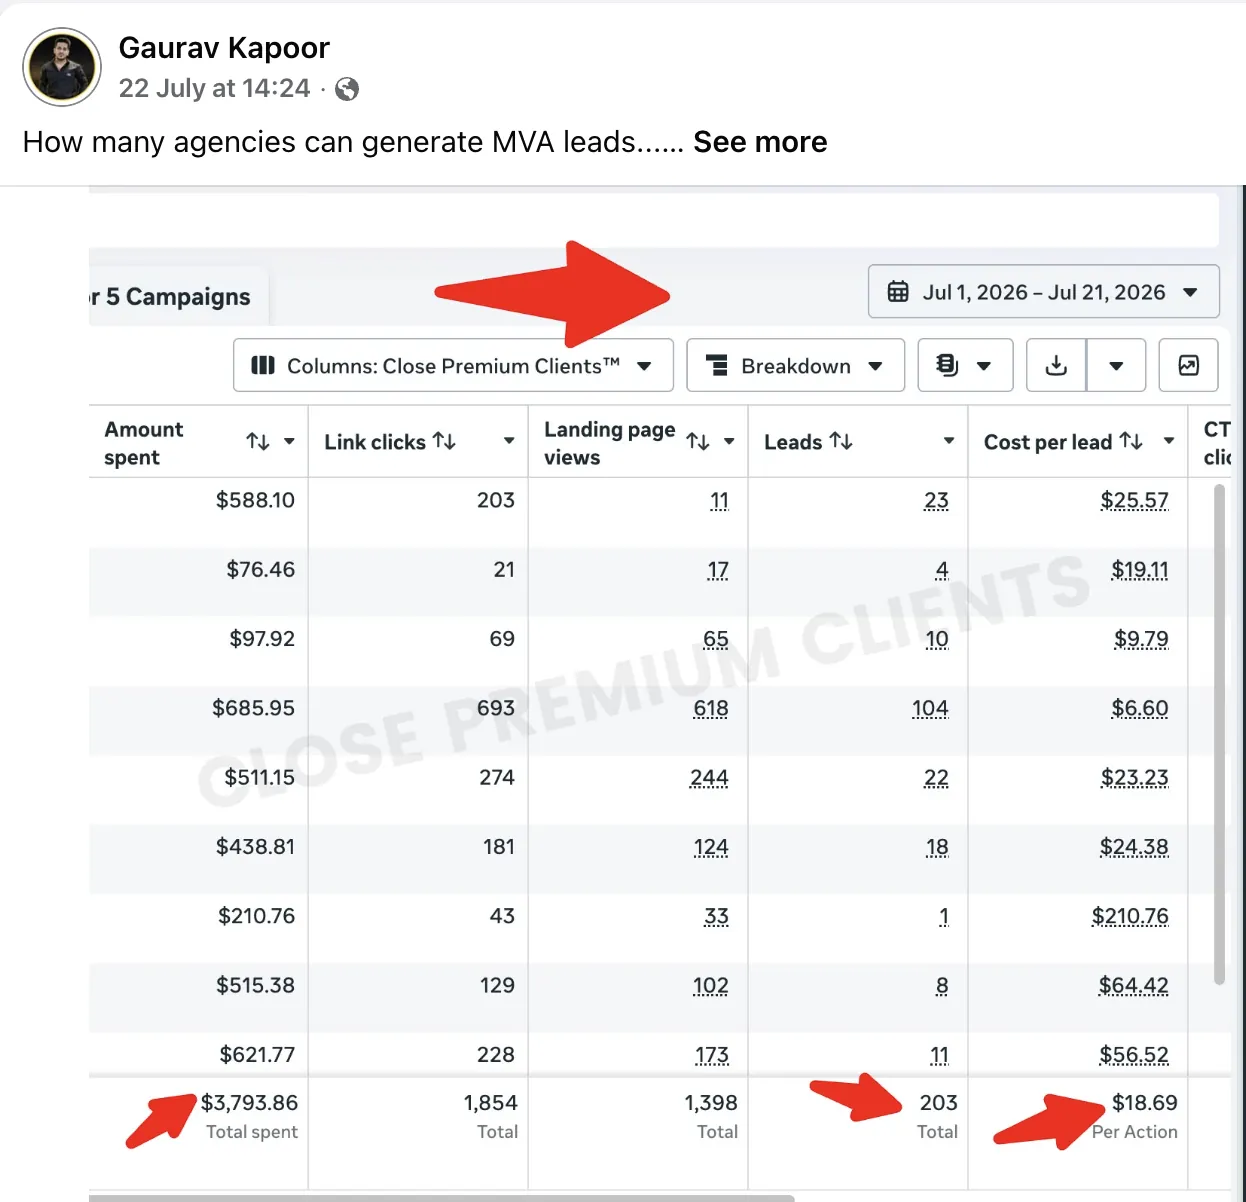 Gaurav Kapoor
22 July at 14:24 ·
How many agencies can generate MVA leads...... See more
r 5 Campaigns
Jul 1, 2026 – Jul 21, 2026
Columns: Close Premium Clients™
Breakdown
Amount spent
Link clicks
Landing page views
Leads
Cost per lead
CT
clic
$588.10 203 11 23 $25.57
$76.46 21 17 4 $19.11
$97.92 69 65 10 $9.79
$685.95 693 618 104 $6.60
$511.15 274 244 22 $23.23
$438.81 181 124 18 $24.38
$210.76 43 33 1 $210.76
$515.38 129 102 8 $64.42
$621.77 228 173 11 $56.52
$3,793.86 1,854 1,398 203 $18.69
Total spent Total Total Total Per Action
CLOSE PREMIUM CLIENTS